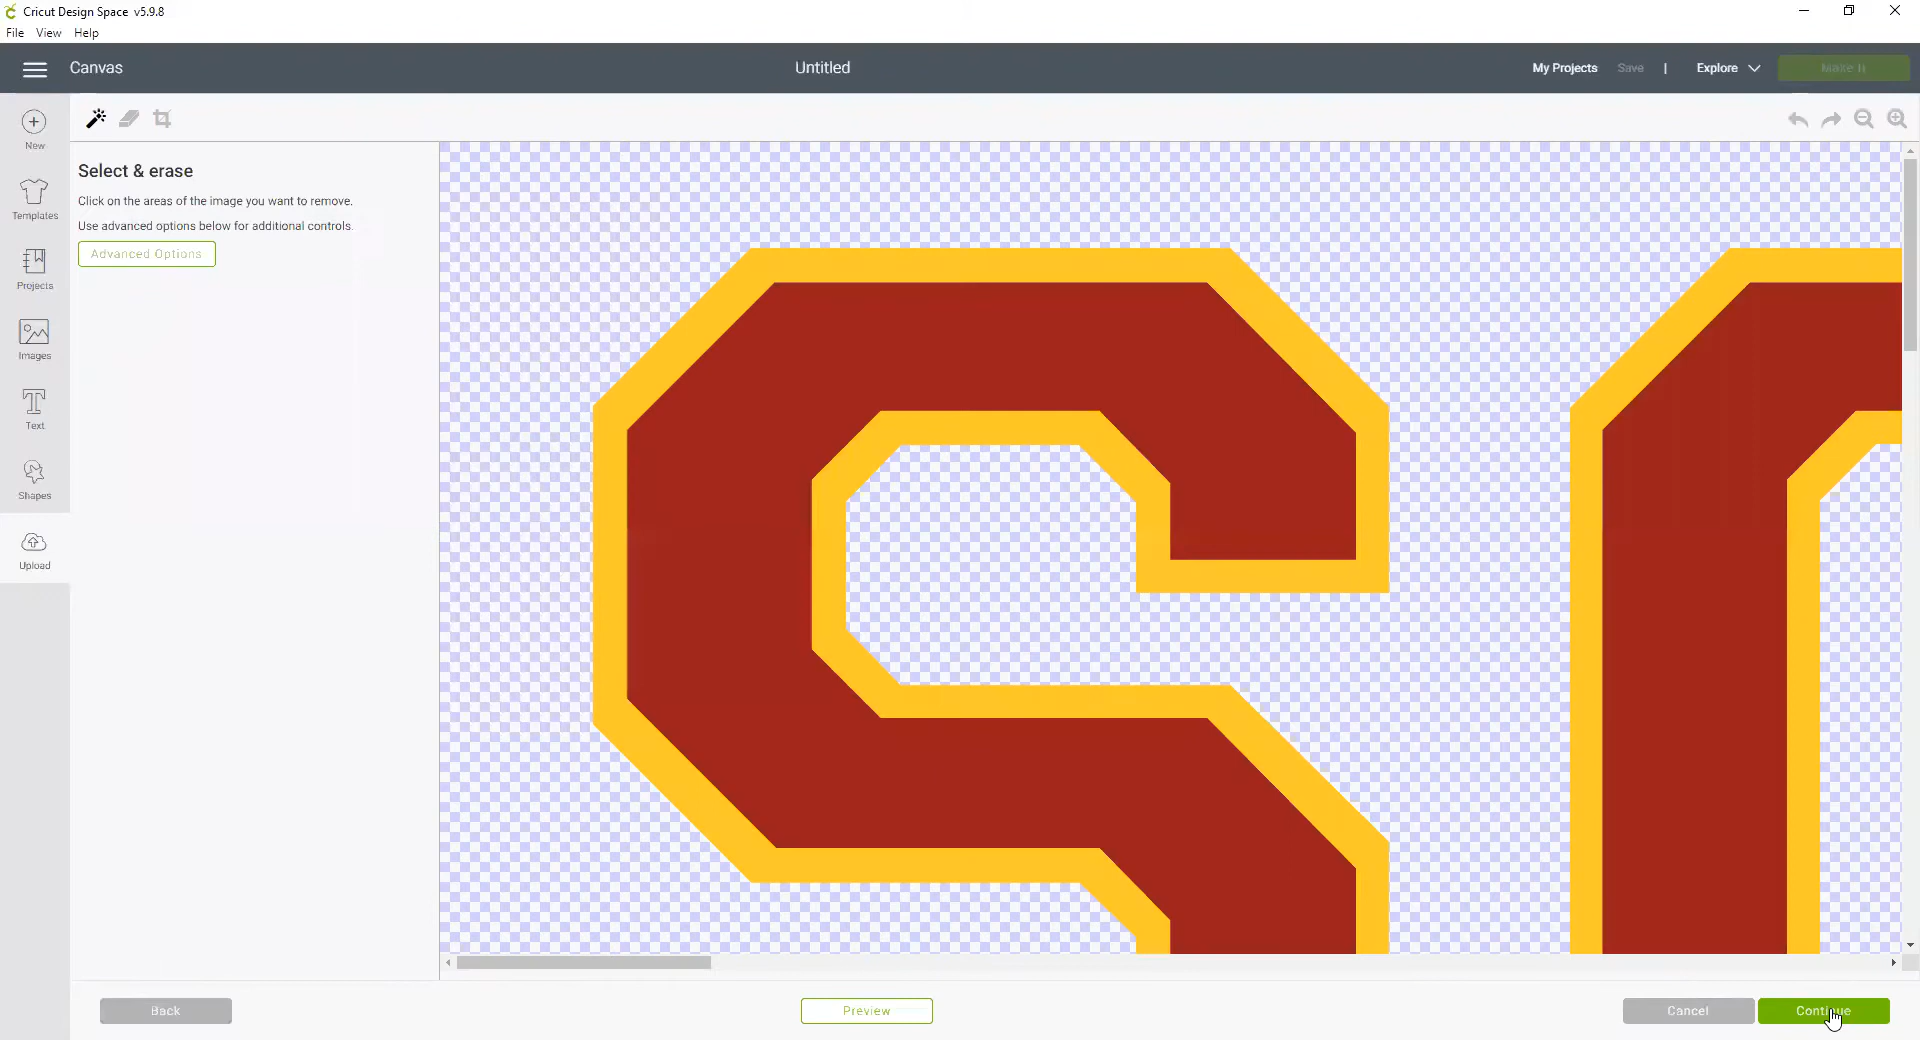 Cricut Design Space v5.9.8
File View Help
Canvas Untitled My Projects Save | Explore Make It
New
Templates
Projects
Images
Text
Shapes
Upload
Select & erase
Click on the areas of the image you want to remove.
Use advanced options below for additional controls.
Advanced Options
S
Back Preview Cancel Continue